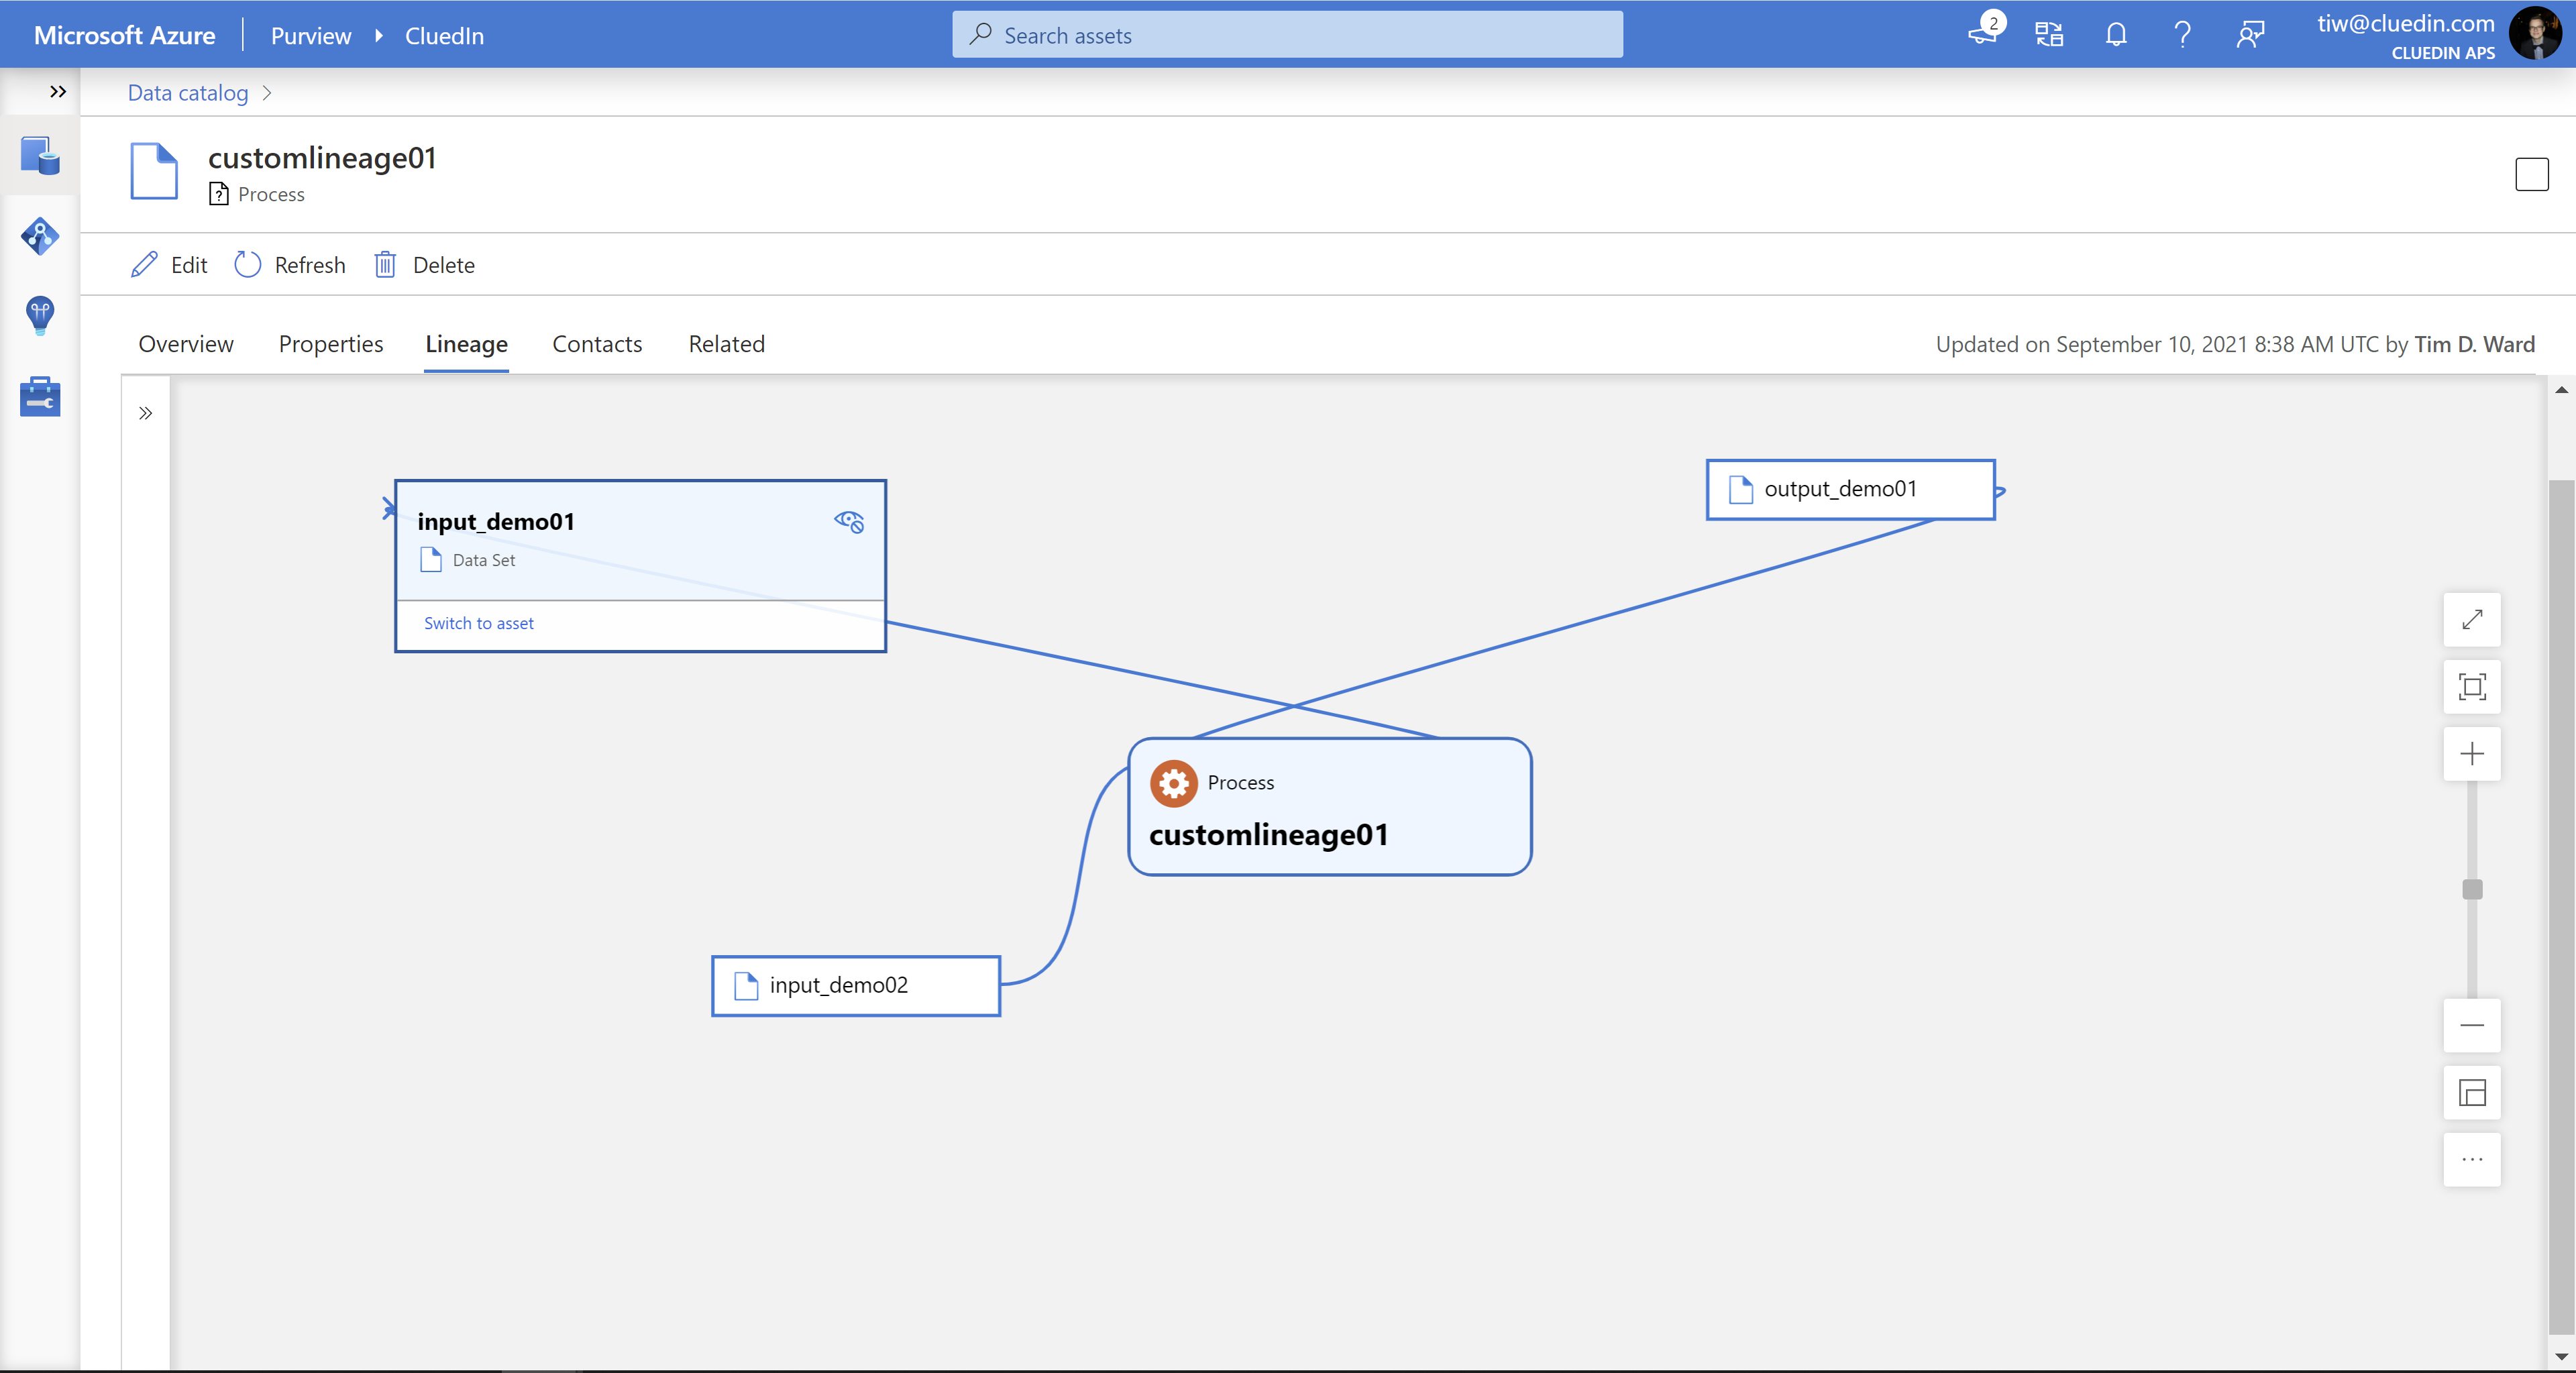 Microsoft Azure
Purview
CluedIn
Search assets
2
tiw@cluedin.com
CLUEDIN APS
Data catalog
customlineage01
Process
Edit
Refresh
Delete
Overview
Properties
Lineage
Contacts
Related
Updated on September 10, 2021 8:38 AM UTC by Tim D. Ward
output_demo01
input_demo01
Data Set
Switch to asset
Process
customlineage01
input_demo02